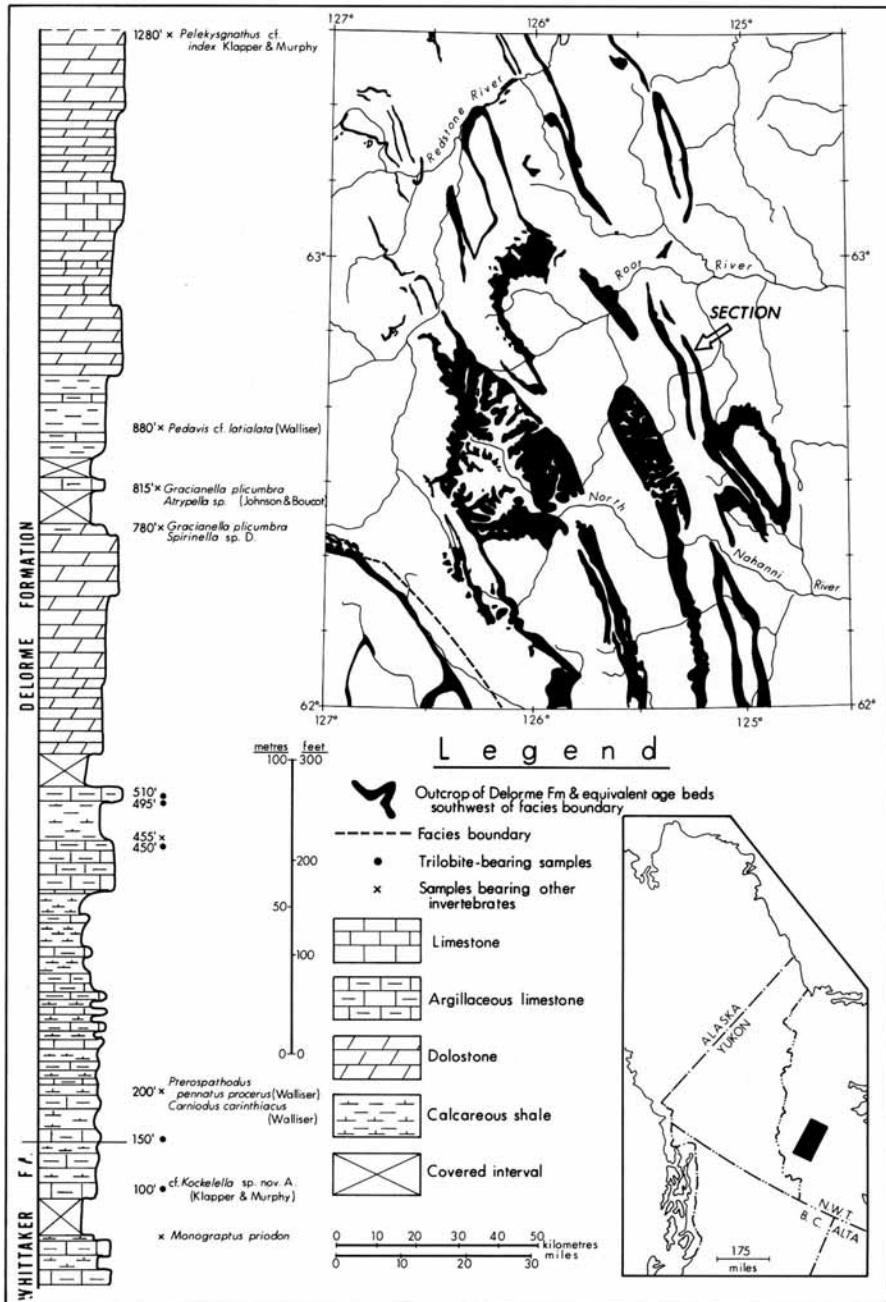 1280' × Pelekysgnathus cf.
index Klapper & Murphy
880' × Pedavis cf. latialata (Walliser)
815' × Gracianella plicumbra
Atrypella sp. (Johnson & Boucot)
780' × Gracianella plicumbra
Spirinella sp. D.
510' •
495' •
455' ×
450' •
200' × Pterospathodus
pennatus procerus (Walliser)
Carniodus carinthiacus
(Walliser)
150' •
100' • cf. Kockelella sp. nov. A.
(Klapper & Murphy)
× Monograptus priodon
DELORME FORMATION
WHITTAKER
127° 126° 125° 62°
Redstone River
63° 63°
Root River
SECTION
North Nahanni River
62° 62°
127° 126° 125°
metres feet
100 300
200
50
100
0 0
Legend
Outcrop of Delorme Fm & equivalent age beds
southwest of facies boundary
Facies boundary
• Trilobite-bearing samples
× Samples bearing other
invertebrates
Limestone
Argillaceous limestone
Dolostone
Calcareous shale
Covered interval
0 10 20 30 40 50
kilometres
miles
0 10 20 30
ALASKA
YUKON
N.W.T.
B.C. ALTA
175
miles